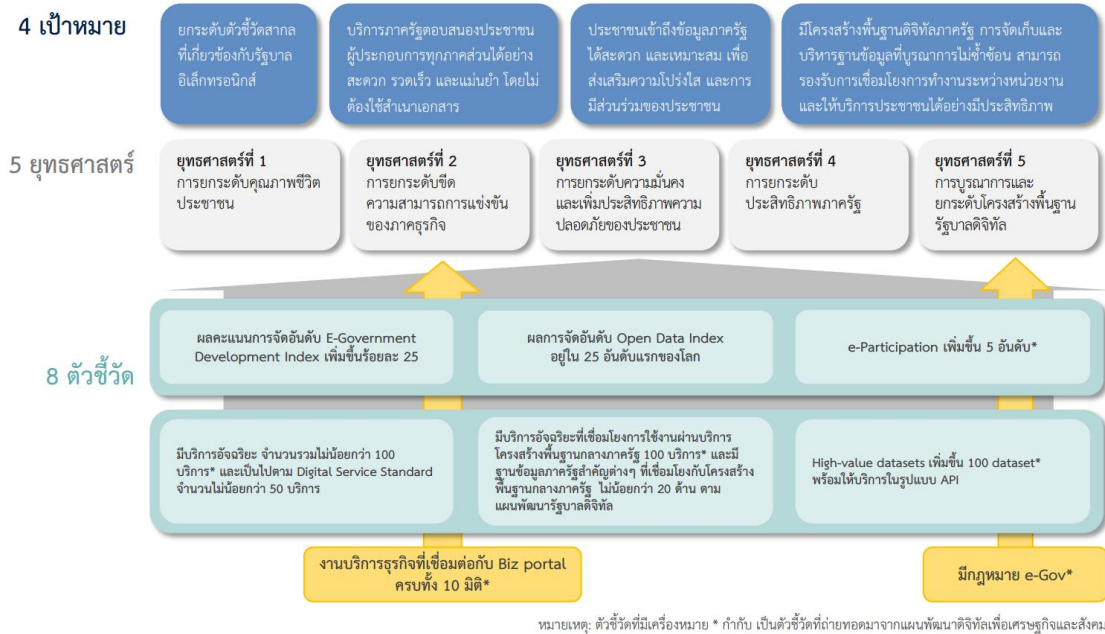 4 เป้าหมาย
ยกระดับตัวชี้วัดสากล
ที่เกี่ยวข้องกับรัฐบาล
อิเล็กทรอนิกส์
บริการภาครัฐตอบสนองประชาชน
ผู้ประกอบการทุกภาคส่วนได้อย่าง
สะดวก รวดเร็ว และแม่นยำ โดยไม่
ต้องใช้สำเนาเอกสาร
ประชาชนเข้าถึงข้อมูลภาครัฐ
ได้สะดวก และเหมาะสม เพื่อ
ส่งเสริมความโปร่งใส และการ
มีส่วนร่วมของประชาชน
มีโครงสร้างพื้นฐานดิจิทัลภาครัฐ การจัดเก็บและ
บริหารฐานข้อมูลที่บูรณาการไม่ซ้ำซ้อน สามารถ
รองรับการเชื่อมโยงการทำงานระหว่างหน่วยงาน
และให้บริการประชาชนได้อย่างมีประสิทธิภาพ
5 ยุทธศาสตร์
ยุทธศาสตร์ที่ 1
การยกระดับคุณภาพชีวิต
ประชาชน
ยุทธศาสตร์ที่ 2
การยกระดับขีด
ความสามารถการแข่งขัน
ของภาคธุรกิจ
ยุทธศาสตร์ที่ 3
การยกระดับความมั่นคง
และเพิ่มประสิทธิภาพความ
ปลอดภัยของประชาชน
ยุทธศาสตร์ที่ 4
การยกระดับ
ประสิทธิภาพภาครัฐ
ยุทธศาสตร์ที่ 5
การบูรณาการและ
ยกระดับโครงสร้างพื้นฐาน
รัฐบาลดิจิทัล
8 ตัวชี้วัด
ผลคะแนนการจัดอันดับ E-Government
Development Index เพิ่มขึ้นร้อยละ 25
ผลการจัดอันดับ Open Data Index
อยู่ใน 25 อันดับแรกของโลก
e-Participation เพิ่มขึ้น 5 อันดับ*
มีบริการอัจฉริยะ จำนวนรวมไม่น้อยกว่า 100
บริการ* และเป็นไปตาม Digital Service Standard
จำนวนไม่น้อยกว่า 50 บริการ
มีบริการอัจฉริยะที่เชื่อมโยงการใช้งานผ่านบริการ
โครงสร้างพื้นฐานกลางภาครัฐ 100 บริการ* และมี
ฐานข้อมูลภาครัฐสำคัญต่างๆ ที่เชื่อมโยงกับโครงสร้าง
พื้นฐานกลางภาครัฐ ไม่น้อยกว่า 20 ด้าน ตาม
แผนพัฒนารัฐบาลดิจิทัล
High-value datasets เพิ่มขึ้น 100 dataset*
พร้อมให้บริการในรูปแบบ API
งานบริการธุรกิจที่เชื่อมต่อกับ Biz portal
ครบทั้ง 10 มิติ*
มีกฎหมาย e-Gov*
หมายเหตุ: ตัวชี้วัดที่มีเครื่องหมาย * กำกับ เป็นตัวชี้วัดที่ถ่ายทอดมาจากแผนพัฒนาดิจิทัลเพื่อเศรษฐกิจและสังคม